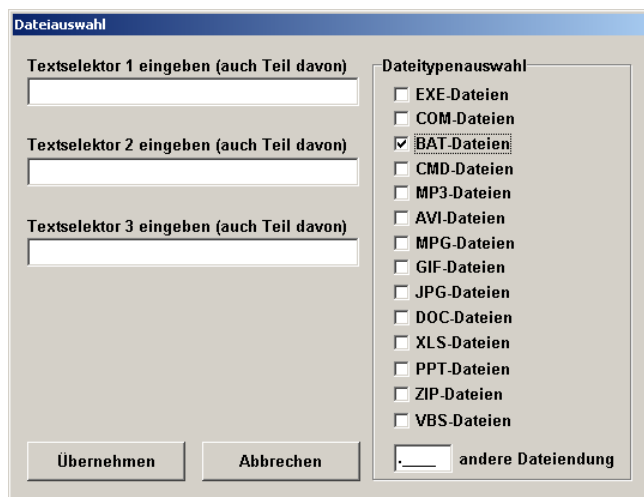 Dateiauswahl
Textselektor 1 eingeben (auch Teil davon)
Textselektor 2 eingeben (auch Teil davon)
Textselektor 3 eingeben (auch Teil davon)
Übernehmen
Abbrechen
Dateitypenauswahl
EXE-Dateien
COM-Dateien
BAT-Dateien
CMD-Dateien
MP3-Dateien
AVI-Dateien
MPG-Dateien
GIF-Dateien
JPG-Dateien
DOC-Dateien
XLS-Dateien
PPT-Dateien
ZIP-Dateien
VBS-Dateien
.____ andere Dateiendung